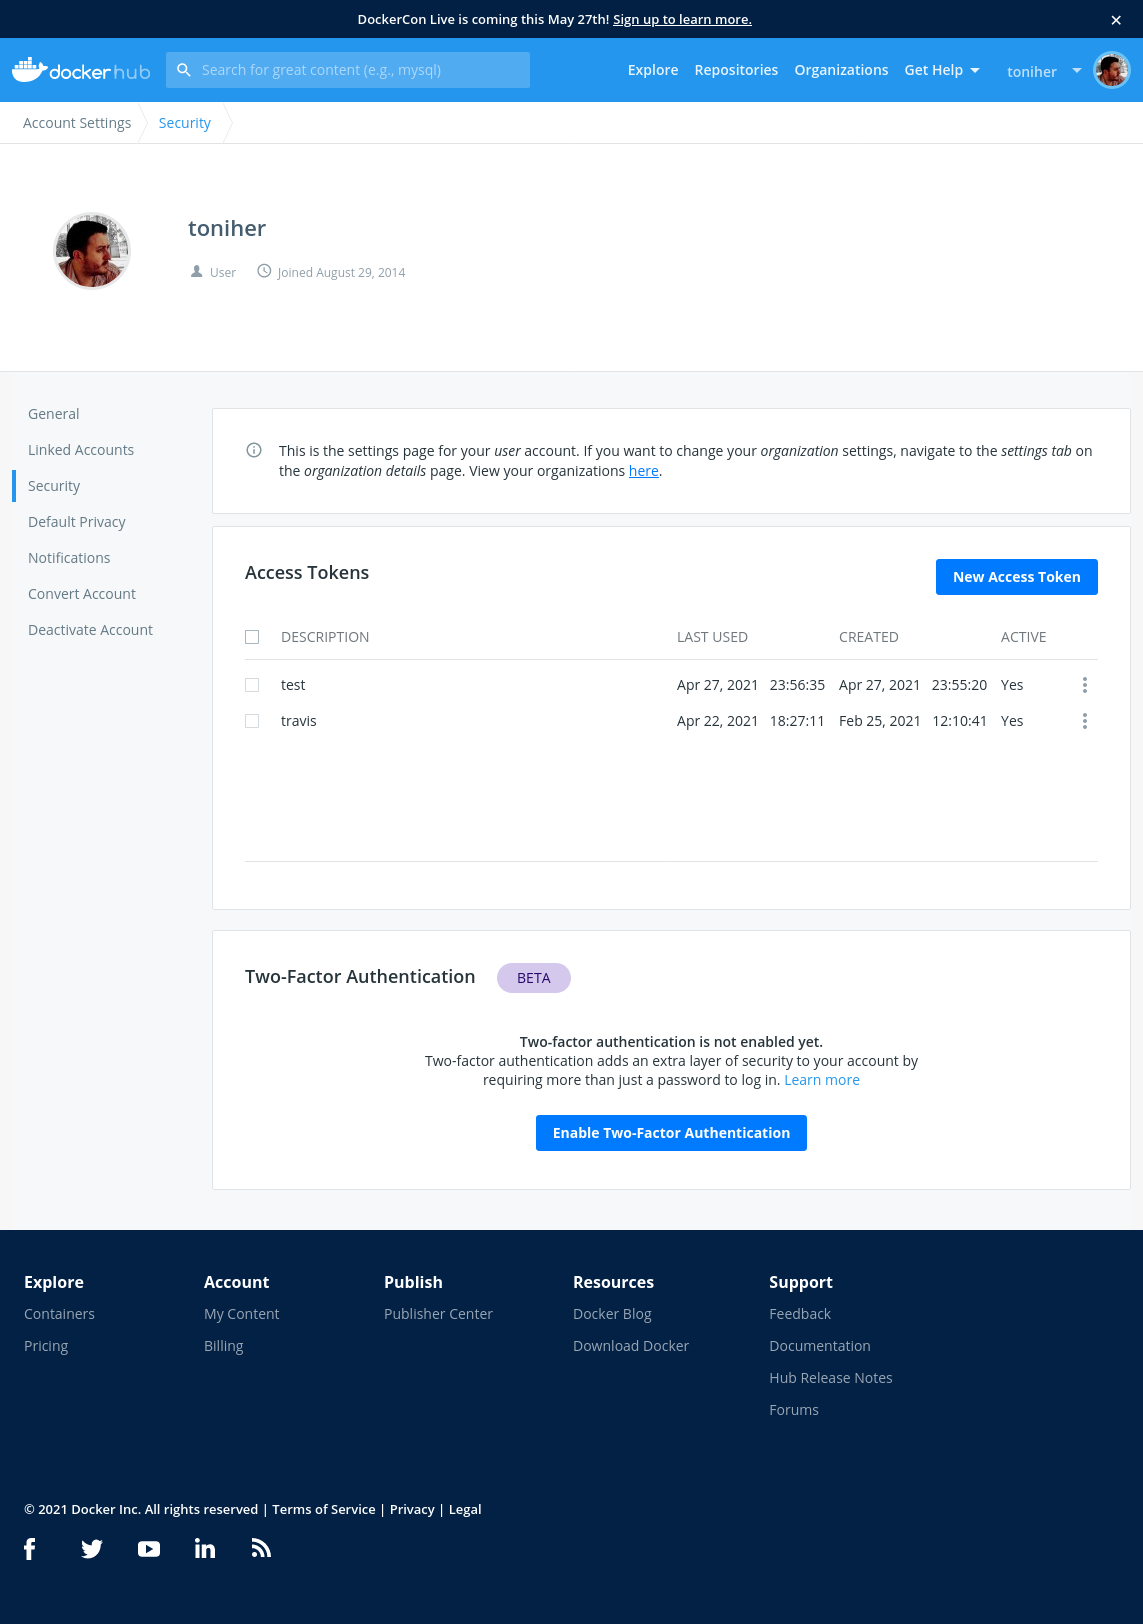 DockerCon Live is coming this May 27th! Sign up to learn more.
docker hub
Search for great content (e.g., mysql)
Explore Repositories Organizations Get Help toniher
Account Settings Security
toniher
User Joined August 29, 2014
General
Linked Accounts
Security
Default Privacy
Notifications
Convert Account
Deactivate Account
This is the settings page for your user account. If you want to change your organization settings, navigate to the settings tab on
the organization details page. View your organizations here.
Access Tokens
New Access Token
DESCRIPTION LAST USED CREATED ACTIVE
test Apr 27, 2021 23:56:35 Apr 27, 2021 23:55:20 Yes
travis Apr 22, 2021 18:27:11 Feb 25, 2021 12:10:41 Yes
Two-Factor Authentication BETA
Two-factor authentication is not enabled yet.
Two-factor authentication adds an extra layer of security to your account by
requiring more than just a password to log in. Learn more
Enable Two-Factor Authentication
Explore
Containers
Pricing
Account
My Content
Billing
Publish
Publisher Center
Resources
Docker Blog
Download Docker
Support
Feedback
Documentation
Hub Release Notes
Forums
© 2021 Docker Inc. All rights reserved | Terms of Service | Privacy | Legal